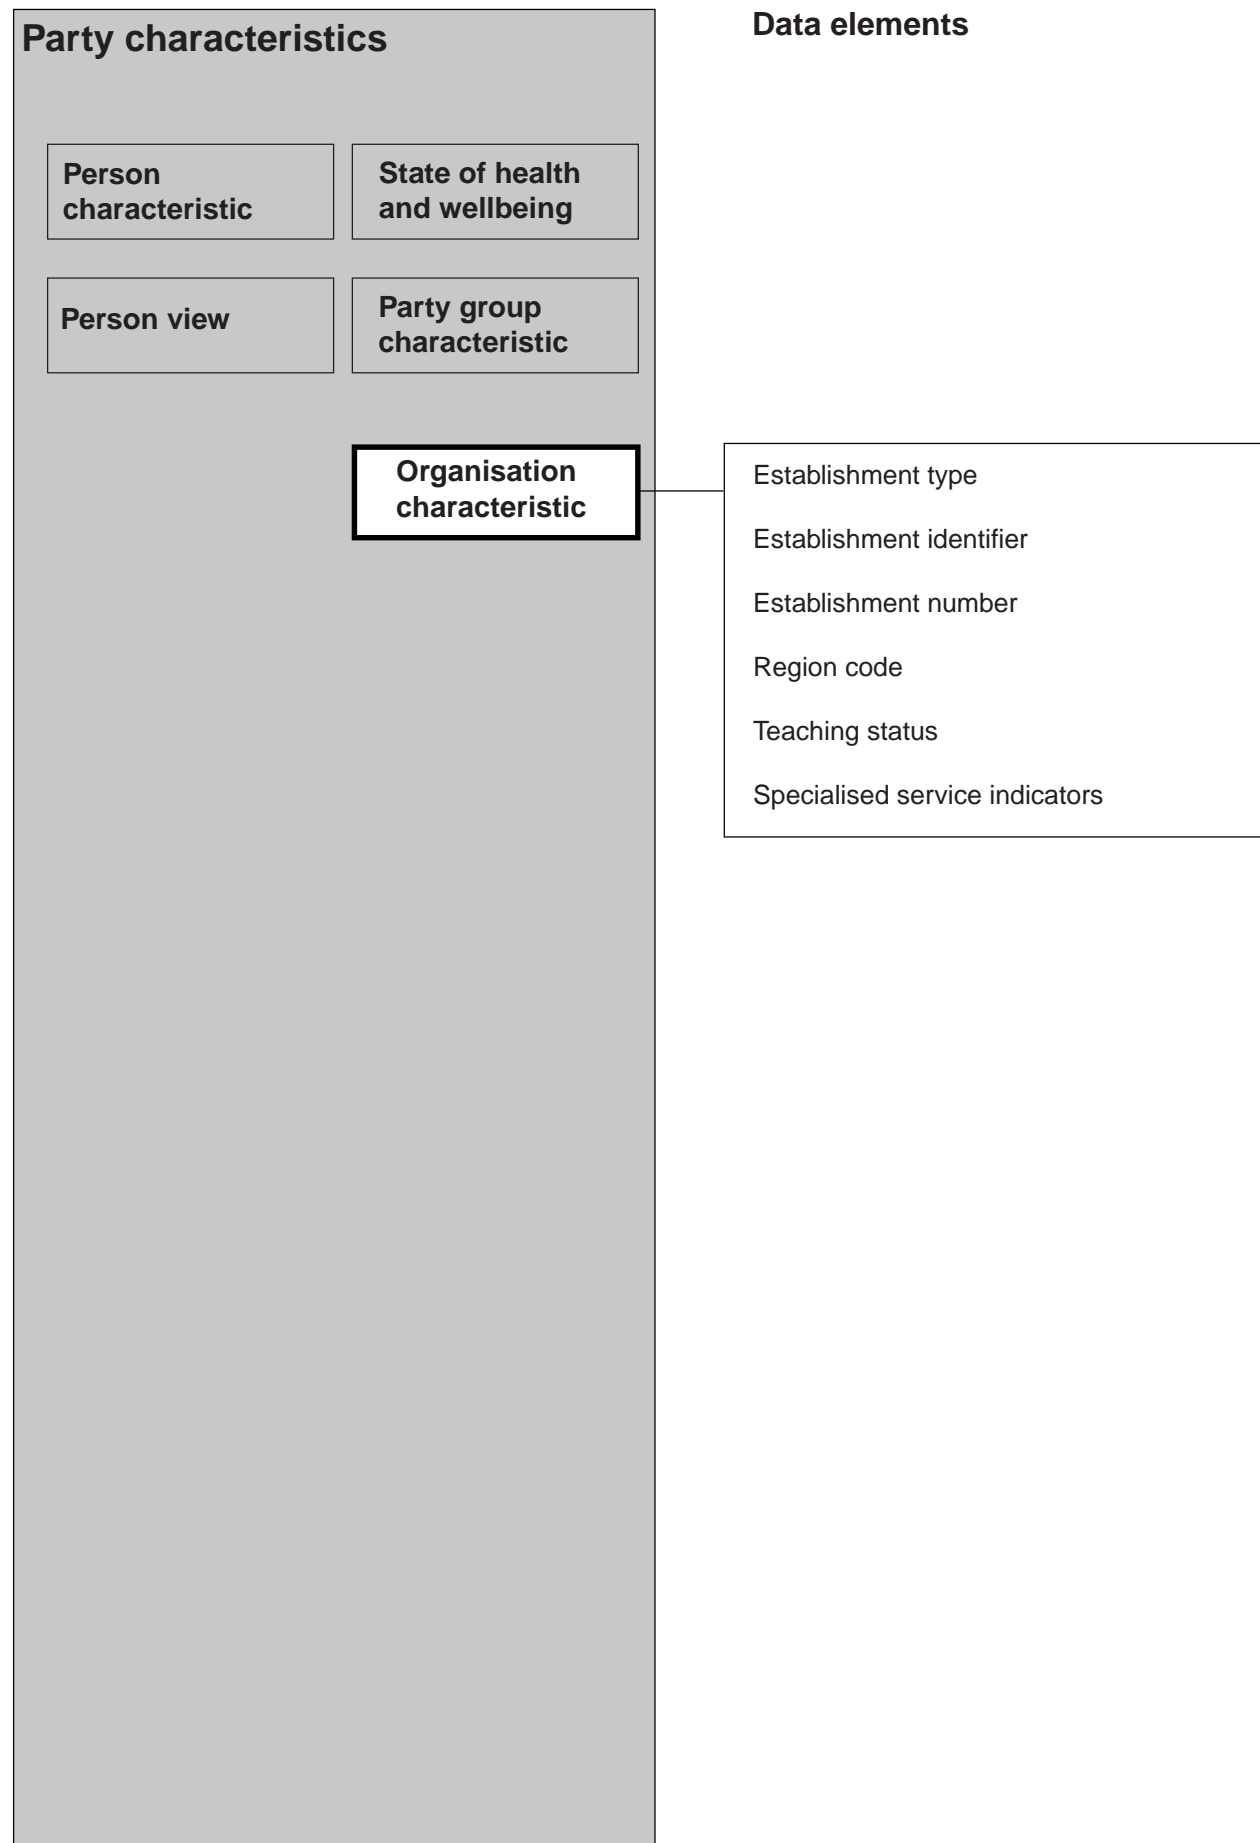 Party characteristics
Data elements
Person
characteristic
State of health
and wellbeing
Person view
Party group
characteristic
Organisation
characteristic
Establishment type
Establishment identifier
Establishment number
Region code
Teaching status
Specialised service indicators